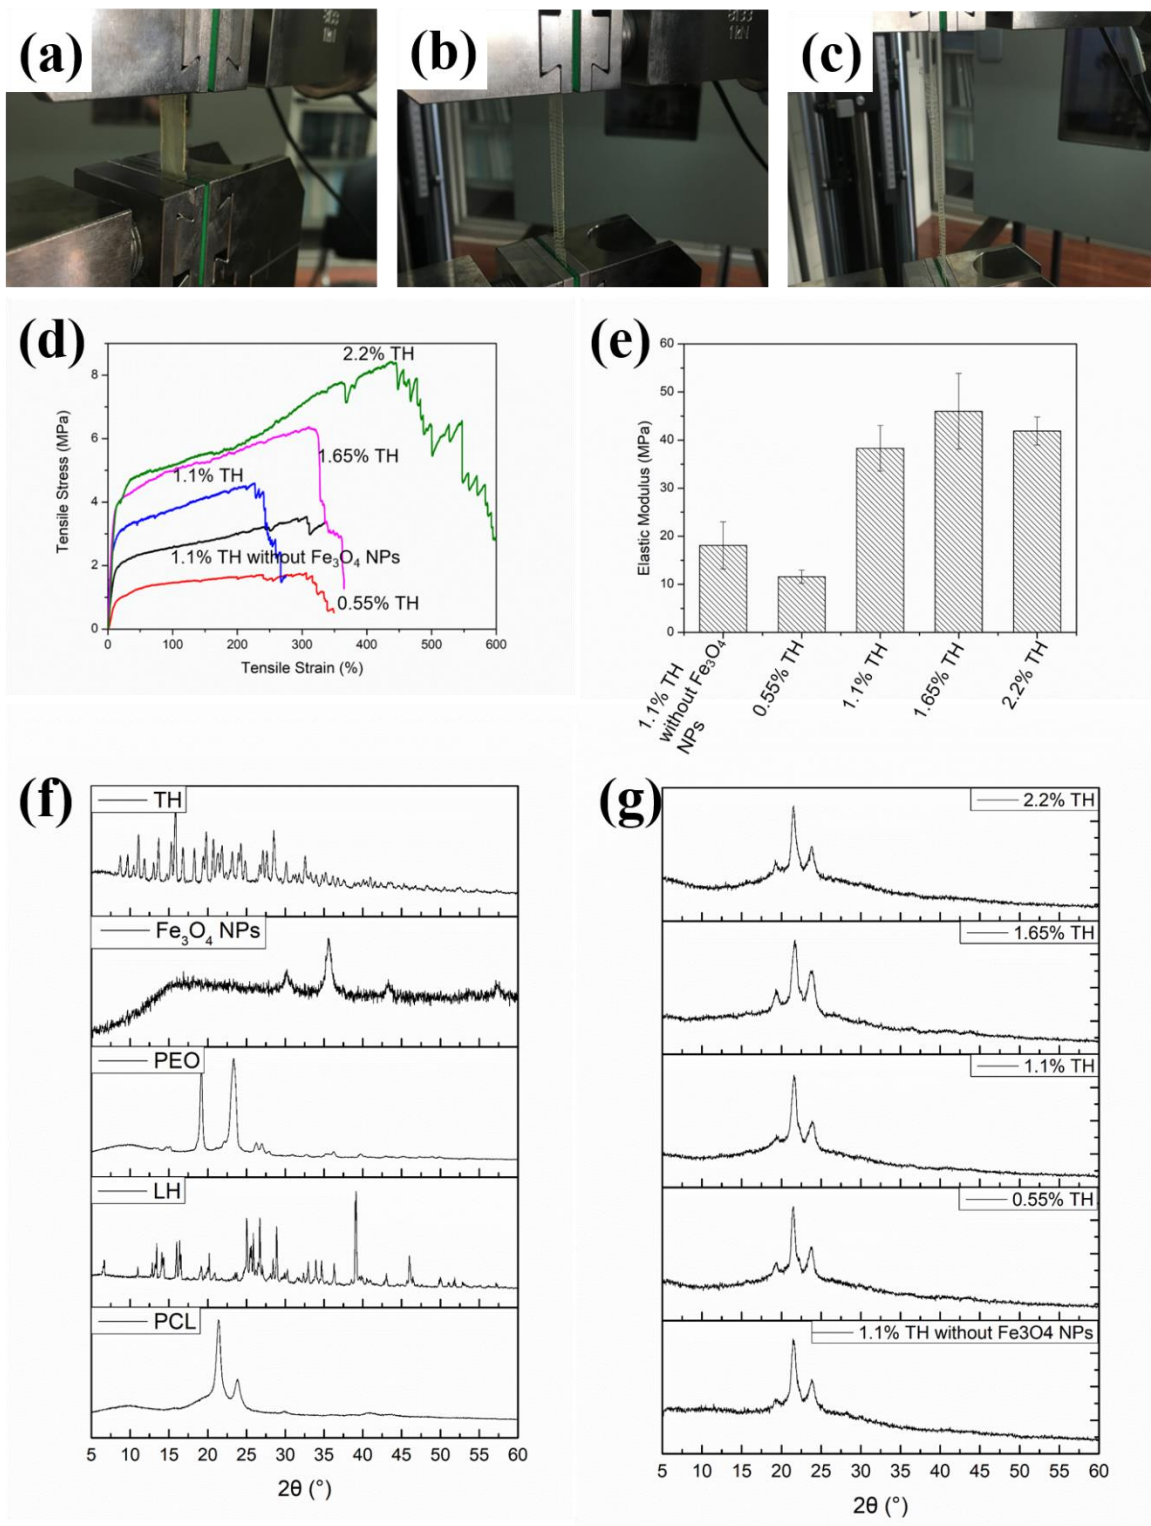 (a)
(b)
(c)
(d)
2.2% TH
1.65% TH
1.1% TH
1.1% TH without Fe₃O₄ NPs
0.55% TH
8
6
4
2
0
0 100 200 300 400 500 600
Tensile Stress (MPa)
Tensile Strain (%)
(e)
60
50
40
30
20
10
0
Elastic Modulus (MPa)
1.1% TH
without Fe₃O₄
NPs
0.55% TH
1.1% TH
1.65% TH
2.2% TH
(f)
TH
Fe₃O₄ NPs
PEO
LH
PCL
5 10 15 20 25 30 35 40 45 50 55 60
2θ (°)
(g)
2.2% TH
1.65% TH
1.1% TH
0.55% TH
1.1% TH without Fe3O4 NPs
5 10 15 20 25 30 35 40 45 50 55 60
2θ (°)